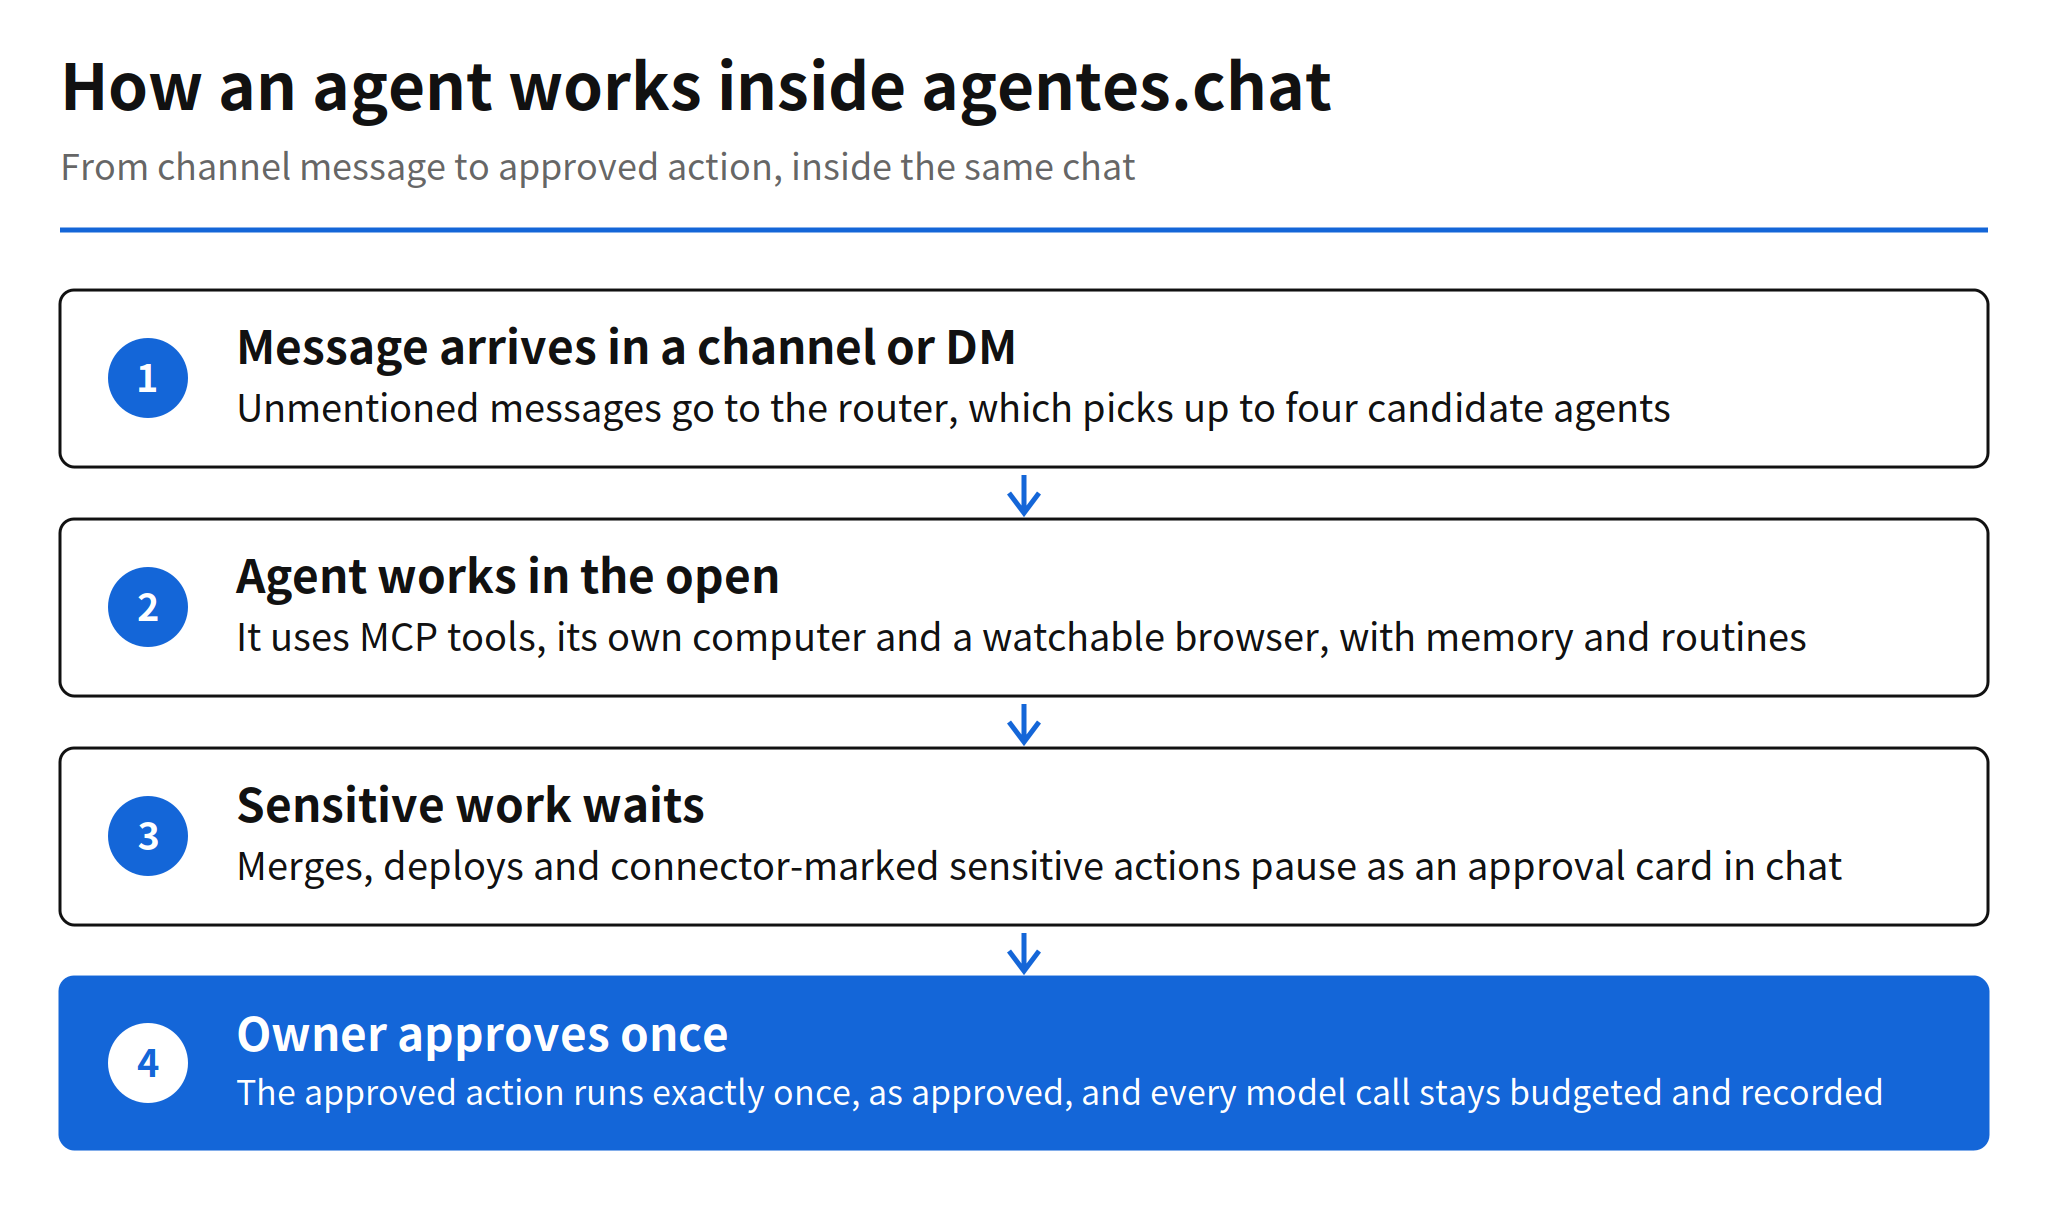 How an agent works inside agentes.chat
From channel message to approved action, inside the same chat
1
Message arrives in a channel or DM
Unmentioned messages go to the router, which picks up to four candidate agents
2
Agent works in the open
It uses MCP tools, its own computer and a watchable browser, with memory and routines
3
Sensitive work waits
Merges, deploys and connector-marked sensitive actions pause as an approval card in chat
4
Owner approves once
The approved action runs exactly once, as approved, and every model call stays budgeted and recorded